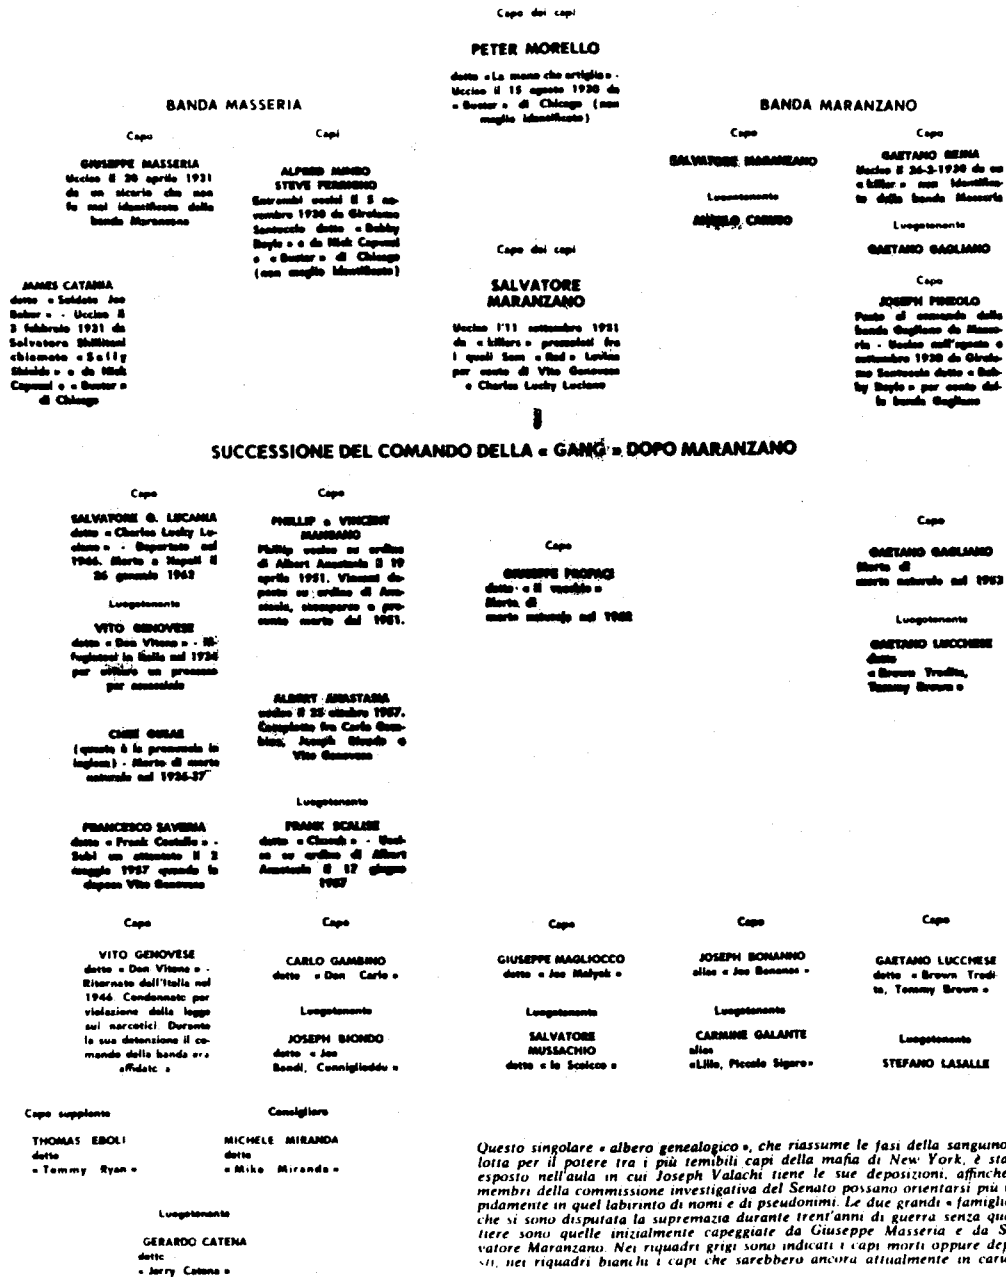 Capo dei capi
PETER MORELLO
detto « La mano che artiglia » -
Ucciso il 15 agosto 1930 da
« Buster » di Chicago (non
meglio identificato)
BANDA MASSERIA
Capo
GIUSEPPE MASSERIA
Ucciso il 20 aprile 1931
da un sicario che non
fu mai identificato della
banda Maranzano
Capi
ALFRED MINEO
STEVE FERRIGNO
Entrambi uccisi il 5 no-
vembre 1930 da Girolamo
Santuccio detto « Bobby
Doyle » e da Nick Capuzzi
e « Buster » di Chicago
(non meglio identificato)
JAMES CATANIA
detto « Soldato Joe
Baker » - Ucciso il
3 febbraio 1931 da
Salvatore Shillitani
chiamato « Sally
Shields » e da Nick
Capuzzi e « Buster »
di Chicago
BANDA MARANZANO
Capo
SALVATORE MARANZANO
Luogotenente
ANGELO CARUSO
Capo
GAETANO REINA
Ucciso il 26-2-1930 da un
« killer » non identifica-
to della banda Masseria
Luogotenente
GAETANO GAGLIANO
Capo
JOSEPH PINZOLO
Posto al comando della
banda Gagliano da Masse-
ria - Ucciso nell'agosto o
settembre 1930 da Girola-
mo Santuccio detto « Bob-
by Doyle » per conto del-
la banda Gagliano
Capo dei capi
SALVATORE
MARANZANO
Ucciso l'11 settembre 1931
da « killers » prezzolati fra
i quali Sam « Red » Levine
per conto di Vito Genovese
e Charles Lucky Luciano
SUCCESSIONE DEL COMANDO DELLA « GANG » DOPO MARANZANO
Capo
SALVATORE G. LUCANIA
detto « Charles Lucky Lu-
ciano » - Deportato nel
1946. Morto a Napoli il
26 gennaio 1962
Luogotenente
VITO GENOVESE
detto « Don Vitone » - Ri-
fugiatosi in Italia nel 1934
per evitare un processo
per omicidio
(questa è la pronuncia in
inglese) - Morto di morte
naturale nel 1936-37
FRANCESCO SAVERIA
detto « Frank Costello » -
Subì un attentato il 2
maggio 1957 quando lo
depose Vito Genovese
Capo
PHILLIP e VINCENT
MANGANO
Phillip ucciso su ordine
di Albert Anastasia il 19
aprile 1951. Vincent de-
posto su ordine di Ana-
stasia, scomparso e pre-
sunto morto dal 1951.
ALBERT ANASTASIA
ucciso il 25 ottobre 1957.
Complotto fra Carlo Gam-
bino, Joseph Biondo e
Vito Genovese
Luogotenente
FRANK SCALISE
detto « Cheech » - Ucci-
so su ordine di Albert
Anastasia il 17 giugno
1957
Capo
GIUSEPPE PROFACI
detto « Il vecchio »
Morto di
morte naturale nel 1962
Capo
GAETANO GAGLIANO
Morto di
morte naturale nel 1953
Luogotenente
GAETANO LUCCHESE
detto
« Brown Tredita,
Tommy Brown »
Capo
VITO GENOVESE
detto « Don Vitone » -
Ritornato dall'Italia nel
1946. Condannato per
violazione della legge
sui narcotici. Durante
la sua detenzione il co-
mando della banda era
affidato a
Capo
CARLO GAMBINO
detto « Don Carlo »
Luogotenente
JOSEPH BIONDO
detto « Joe
Bandi, Cunniglieddu »
Capo
GIUSEPPE MAGLIOCCO
detto « Joe Malyak »
Luogotenente
SALVATORE
MUSSACHIO
detto « lo Sceicco »
Capo
JOSEPH BONANNO
alias « Joe Bananas »
Luogotenente
CARMINE GALANTE
alias
«Lilla, Piccolo Sigaro»
Capo
GAETANO LUCCHESE
detto « Brown Tredi-
ta, Tommy Brown »
Luogotenente
STEFANO LASALLE
Capo supplente
THOMAS EBOLI
detto
« Tommy Ryan »
Consigliere
MICHELE MIRANDA
detto
« Mike Miranda »
Luogotenente
GERARDO CATENA
detto
« Jerry Catena »
Questo singolare « albero genealogico », che riassume le fasi della sanguino
lotta per il potere tra i più temibili capi della mafia di New York, è sta
esposto nell'aula in cui Joseph Valachi tiene le sue deposizioni, affinché
membri della commissione investigativa del Senato possano orientarsi più
pidamente in quel labirinto di nomi e di pseudonimi. Le due grandi « famigli
che si sono disputata la supremazia durante trent'anni di guerra senza qua
tiere sono quelle inizialmente capeggiate da Giuseppe Masseria e da S
vatore Maranzano. Nei riquadri grigi sono indicati i capi morti oppure dep
sti, nei riquadri bianchi i capi che sarebbero ancora attualmente in caric